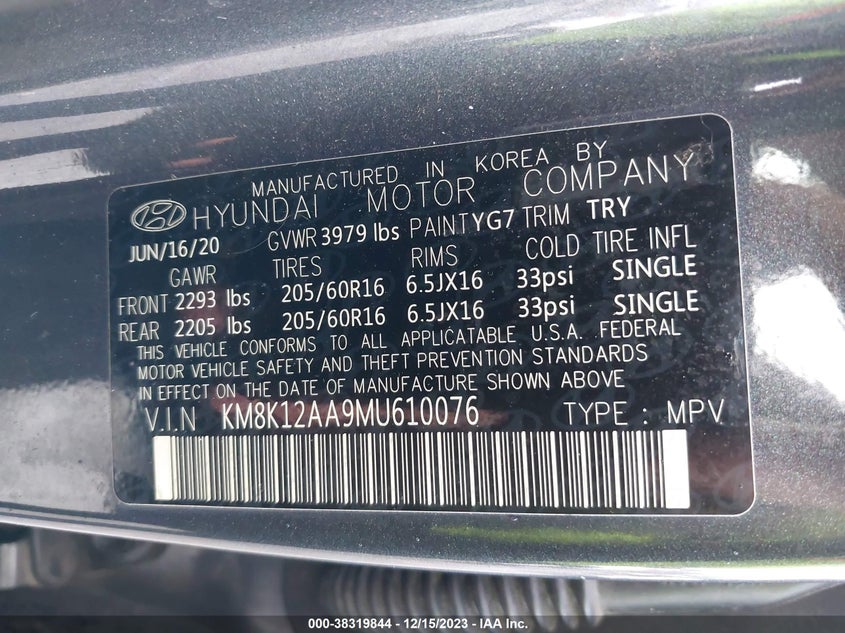 MANUFACTURED IN KOREA BY
HYUNDAI MOTOR COMPANY
JUN/16/20 GVWR 3979 lbs PAINT YG7 TRIM TRY
GAWR TIRES RIMS COLD TIRE INFL
FRONT 2293 lbs 205/60R16 6.5JX16 33psi SINGLE
REAR 2205 lbs 205/60R16 6.5JX16 33psi SINGLE
THIS VEHICLE CONFORMS TO ALL APPLICATABLE U.S.A. FEDERAL
MOTOR VEHICLE SAFETY AND THEFT PREVENTION STANDARDS
IN EFFECT ON THE DATE OF MANUFACTURE SHOWN ABOVE
V.I.N KM8K12AA9MU610076 TYPE : MPV
000-38319844 - 12/15/2023 - IAA Inc.